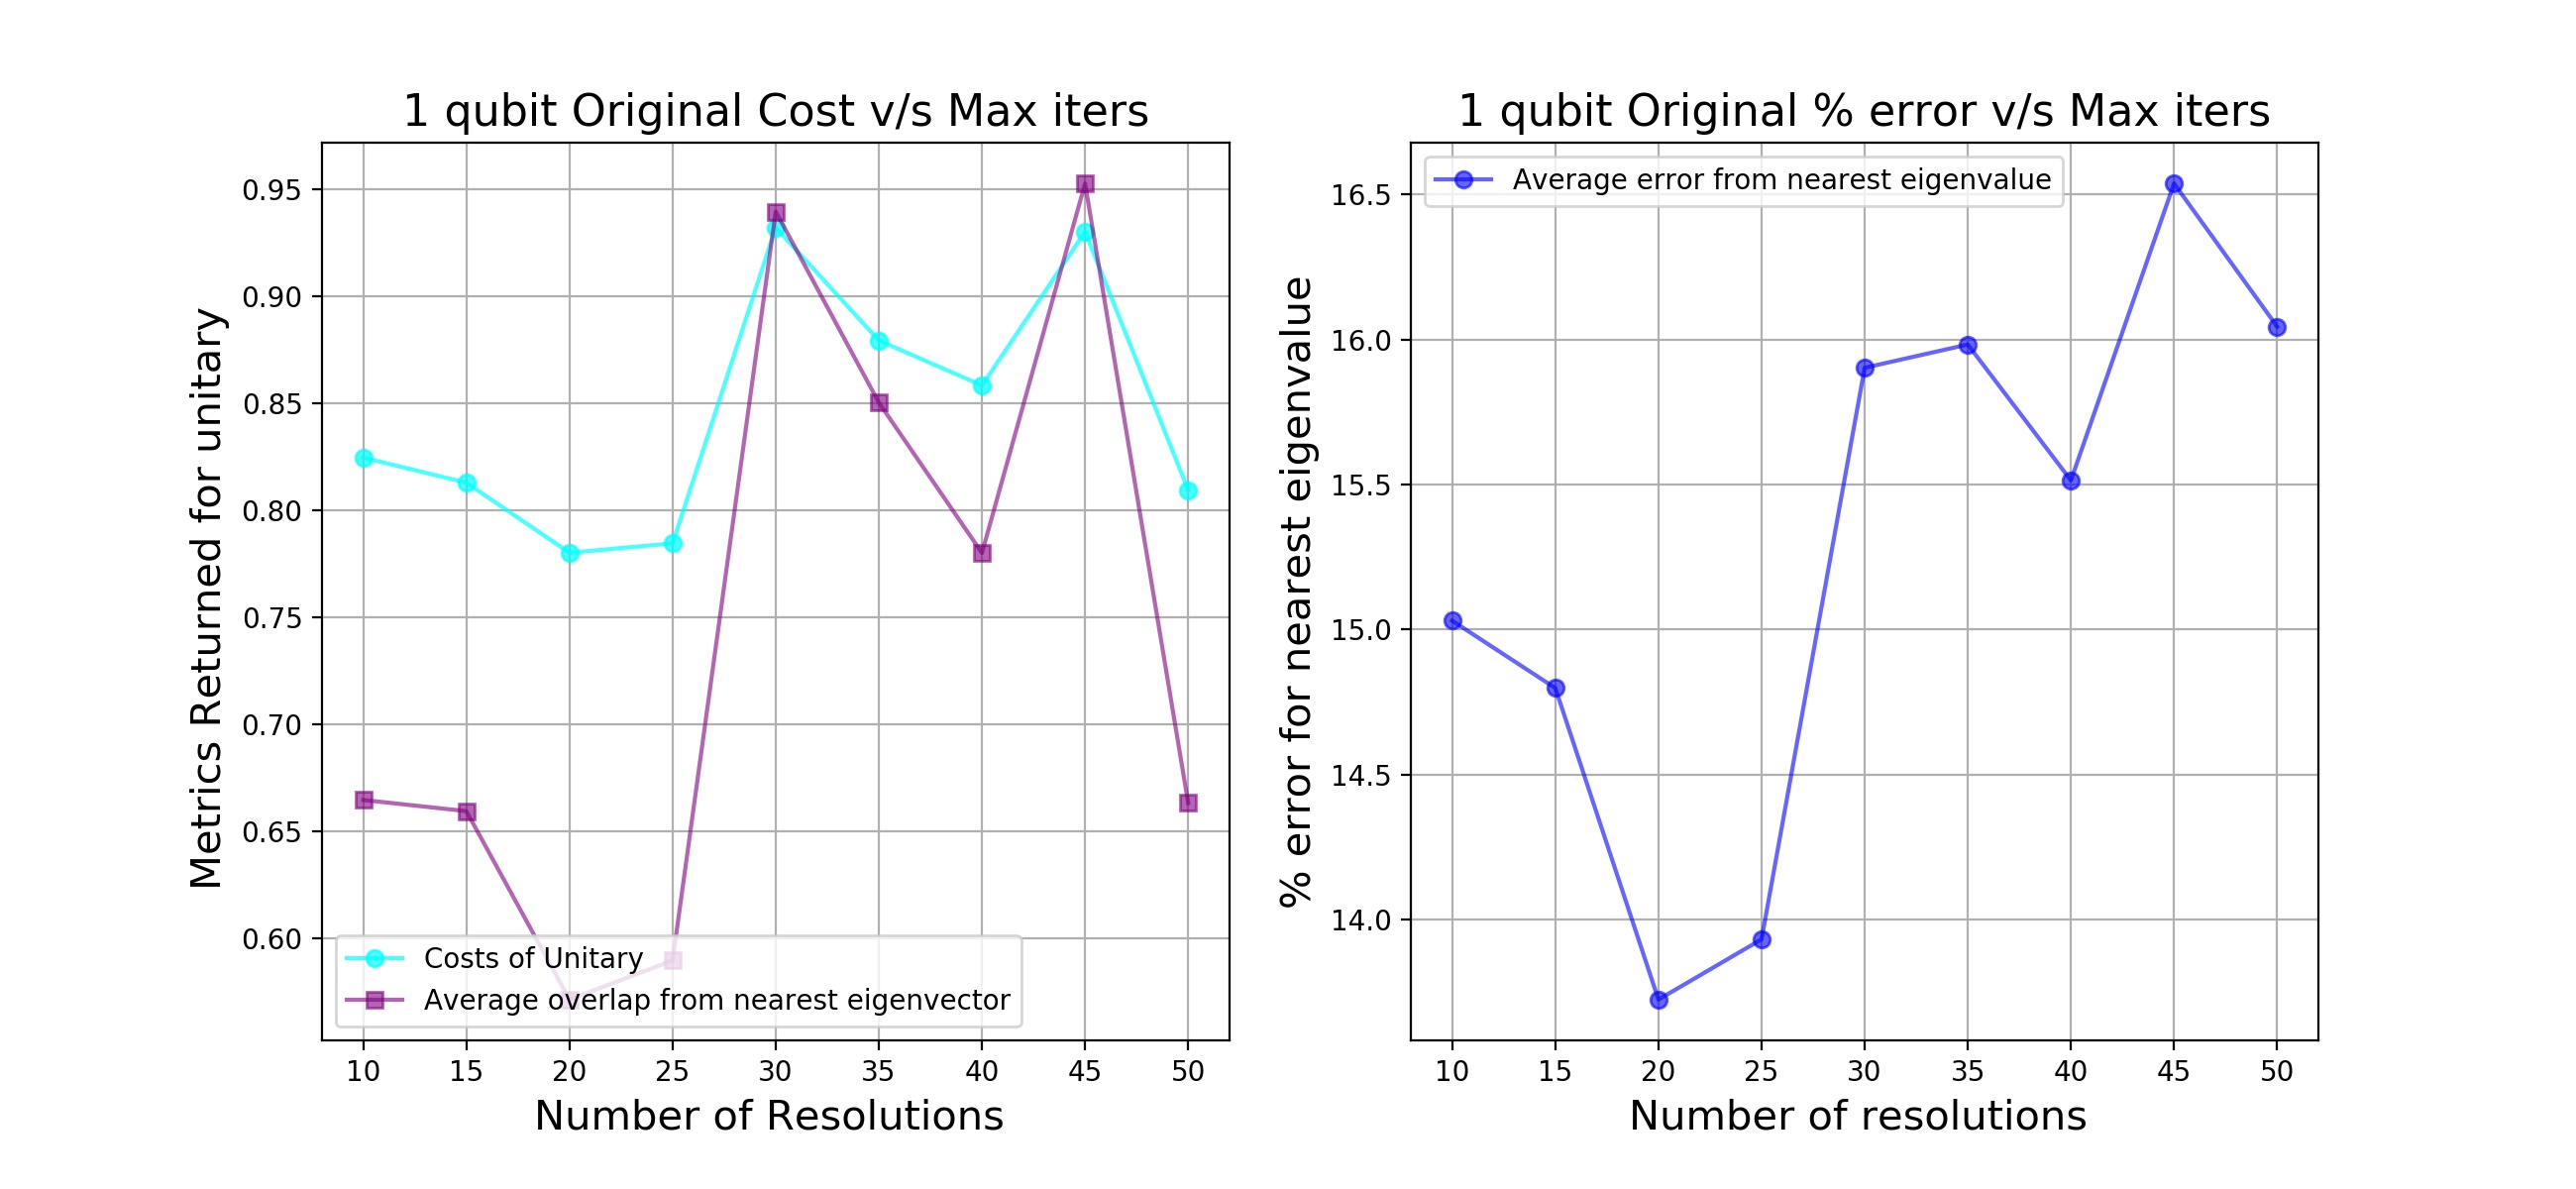 1 qubit Original Cost v/s Max iters
Metrics Returned for unitary
0.95
0.90
0.85
0.80
0.75
0.70
0.65
0.60
Costs of Unitary
Average overlap from nearest eigenvector
10 15 20 25 30 35 40 45 50
Number of Resolutions
1 qubit Original % error v/s Max iters
% error for nearest eigenvalue
Average error from nearest eigenvalue
16.5
16.0
15.5
15.0
14.5
14.0
10 15 20 25 30 35 40 45 50
Number of resolutions